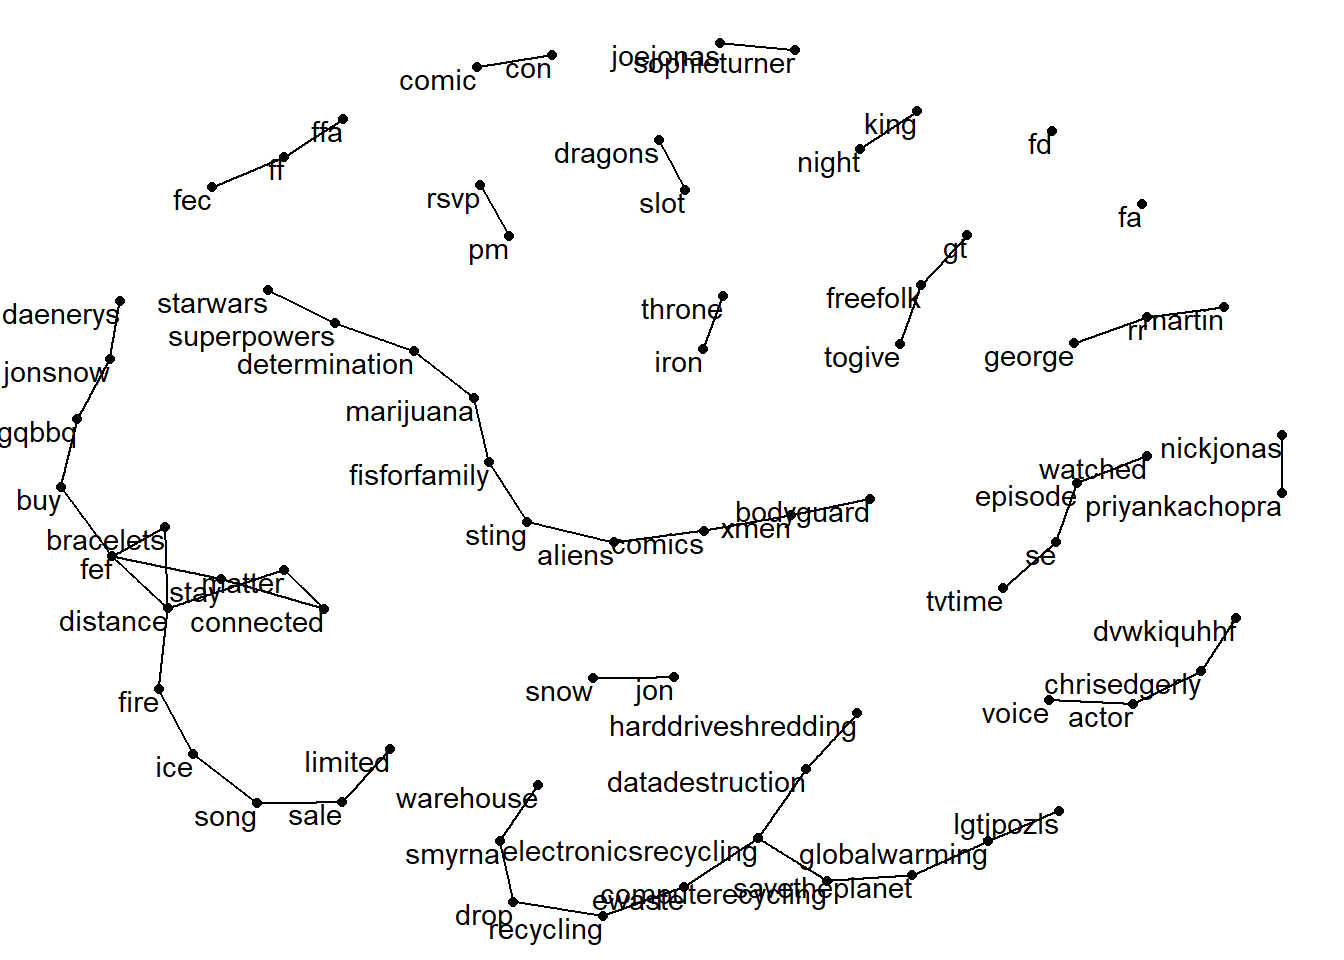 joejonas
sophieturner
comic
con
ffa
king
fd
dragons
night
ff
fec
rsvp
slot
fa
pm
gt
starwars
throne
freefolk
daenerys
superpowers
rr
martin
determination
iron
togive
george
jonsnow
marijuana
gqbbq
nickjonas
fisforfamily
watched
episode
buy
priyankachopra
bodyguard
xmen
sting
bracelets
comics
aliens
se
fef
matter
stay
tvtime
distance
connected
dvwkiquhhf
snow
jon
chrisedgerly
fire
voice
actor
harddriveshredding
limited
ice
datadestruction
warehouse
song
sale
smyrna
electronicsrecycling
globalwarming
computerecycling
savetheplanet
ewaste
drop
recycling